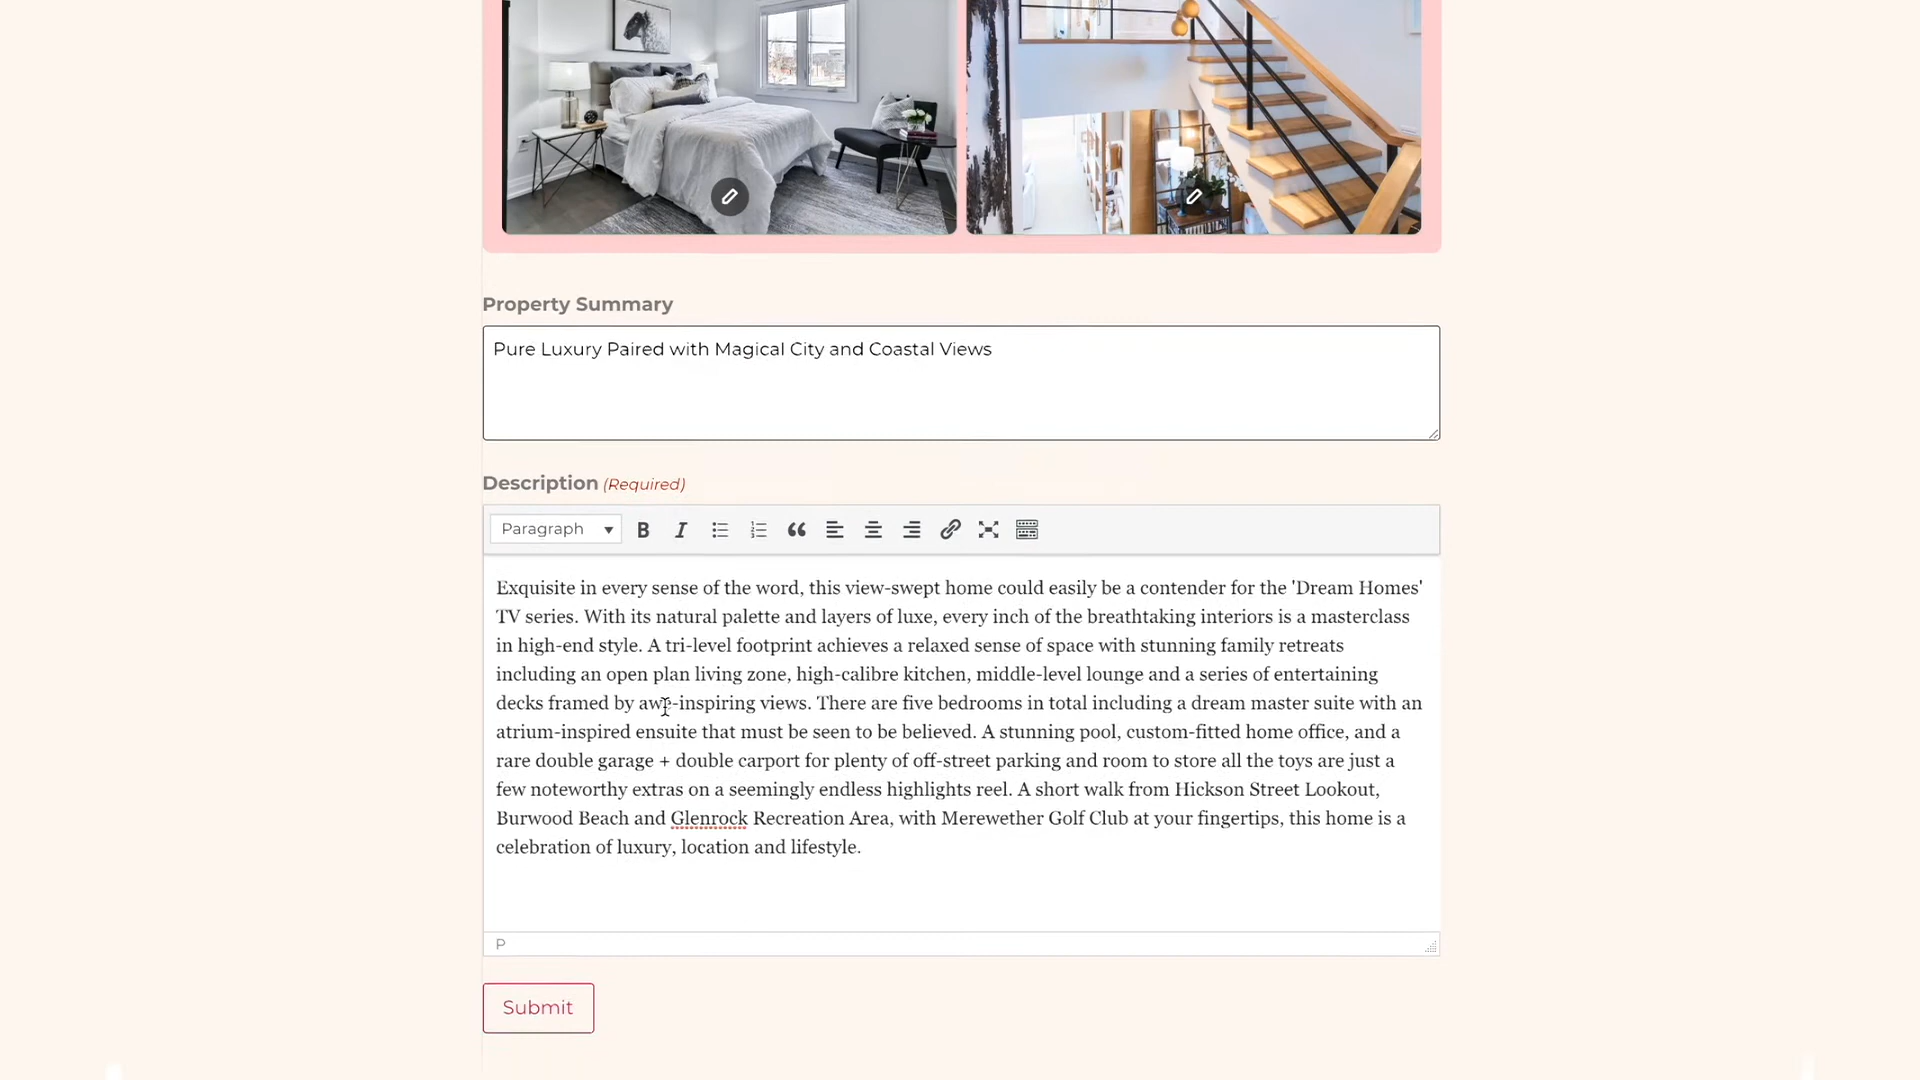 Property Summary
Pure Luxury Paired with Magical City and Coastal Views
Description (Required)
Paragraph
B I
Exquisite in every sense of the word, this view-swept home could easily be a contender for the 'Dream Homes'
TV series. With its natural palette and layers of luxe, every inch of the breathtaking interiors is a masterclass
in high-end style. A tri-level footprint achieves a relaxed sense of space with stunning family retreats
including an open plan living zone, high-calibre kitchen, middle-level lounge and a series of entertaining
decks framed by awe-inspiring views. There are five bedrooms in total including a dream master suite with an
atrium-inspired ensuite that must be seen to be believed. A stunning pool, custom-fitted home office, and a
rare double garage + double carport for plenty of off-street parking and room to store all the toys are just a
few noteworthy extras on a seemingly endless highlights reel. A short walk from Hickson Street Lookout,
Burwood Beach and Glenrock Recreation Area, with Merewether Golf Club at your fingertips, this home is a
celebration of luxury, location and lifestyle.
P
Submit